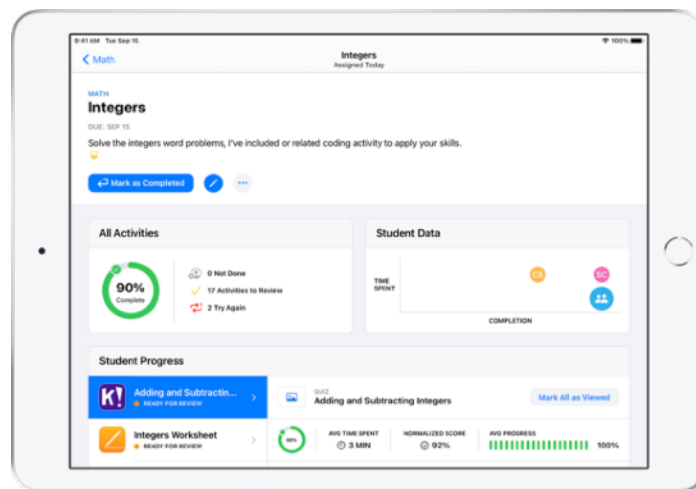 9:41 AM Tue Sep 15
100%
Math
Integers
Assigned Today
MATH
Integers
DUE: SEP 15
Solve the integers word problems, I've included or related coding activity to apply your skills.
Mark as Completed
All Activities
90%
Complete
0 Not Done
17 Activities to Review
2 Try Again
Student Data
TIME
SPENT
CS
SC
COMPLETION
Student Progress
K!
Adding and Subtractin...
READY FOR REVIEW
QUIZ
Adding and Subtracting Integers
Mark All as Viewed
Integers Worksheet
READY FOR REVIEW
AVG TIME SPENT
3 MIN
NORMALIZED SCORE
92%
AVG PROGRESS
100%